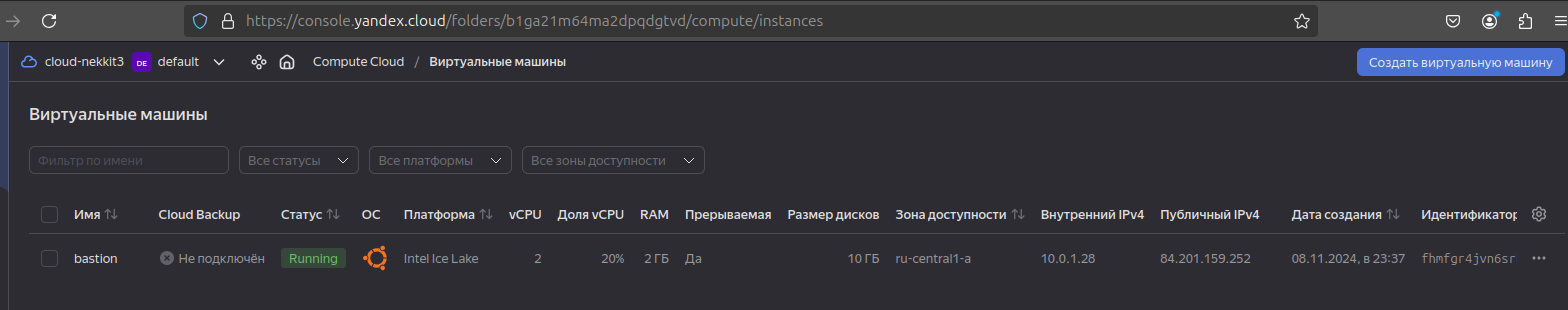 https://console.yandex.cloud/folders/b1ga21m64ma2dpqdgtvd/compute/instances
cloud-nekkit3 DE default Compute Cloud / Виртуальные машины Создать виртуальную машину
Виртуальные машины
Фильтр по имени Все статусы Все платформы Все зоны доступности
Имя Cloud Backup Статус ОС Платформа vCPU Доля vCPU RAM Прерываемая Размер дисков Зона доступности Внутренний IPv4 Публичный IPv4 Дата создания Идентификатор
bastion Не подключён Running Intel Ice Lake 2 20% 2 ГБ Да 10 ГБ ru-central1-a 10.0.1.28 84.201.159.252 08.11.2024, в 23:37 fhmfgr4jvn6sr